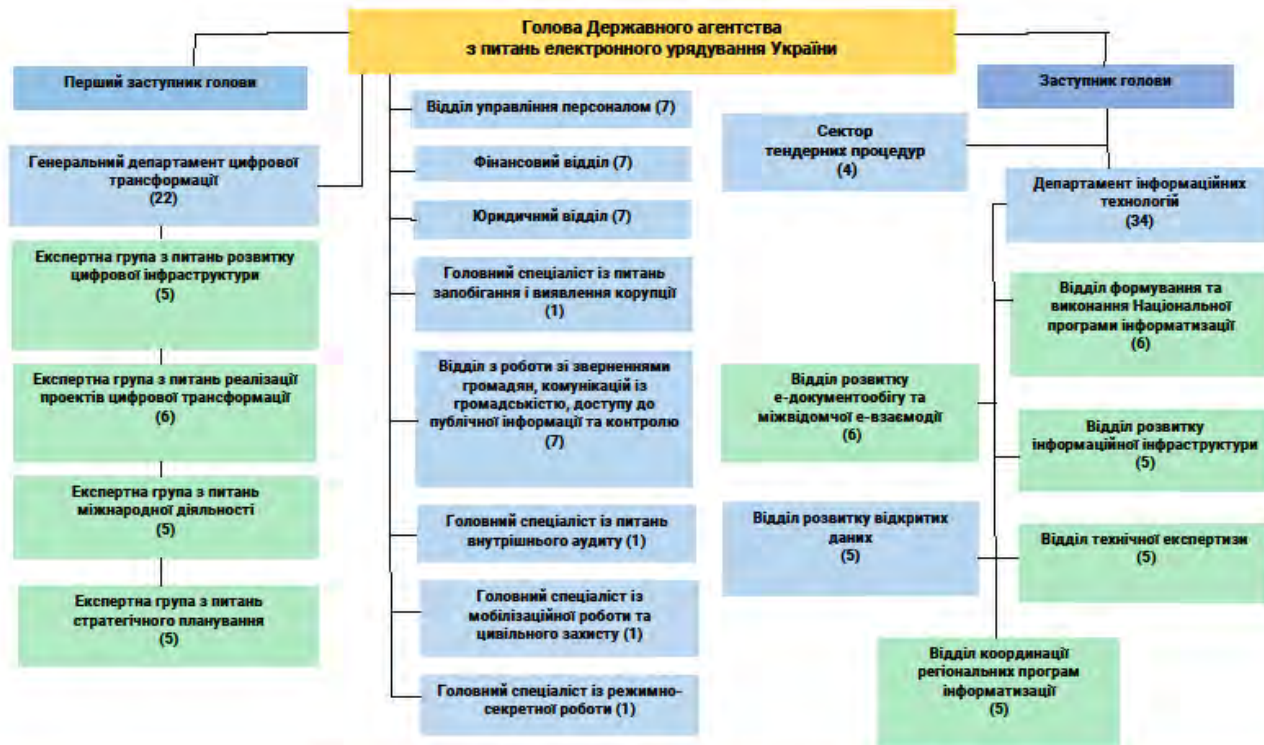 Голова Державного агентства
з питань електронного урядування України
Перший заступник голови
Заступник голови
Генеральний департамент цифрової
трансформації
(22)
Експертна група з питань розвитку
цифрової інфраструктури
(5)
Експертна група з питань реалізації
проектів цифрової трансформації
(6)
Експертна група з питань
міжнародної діяльності
(5)
Експертна група з питань
стратегічного планування
(5)
Відділ управління персоналом (7)
Фінансовий відділ (7)
Юридичний відділ (7)
Головний спеціаліст із питань
запобігання і виявлення корупції
(1)
Відділ з роботи зі зверненнями
громадян, комунікацій із
громадськістю, доступу до
публічної інформації та контролю
(7)
Головний спеціаліст із питань
внутрішнього аудиту (1)
Головний спеціаліст із
мобілізаційної роботи та
цивільного захисту (1)
Головний спеціаліст із режимно-
секретної роботи (1)
Сектор
тендерних процедур
(4)
Департамент інформаційних
технологій
(34)
Відділ формування та
виконання Національної
програми інформатизації
(6)
Відділ розвитку
е-документообігу та
міжвідомчої е-взаємодії
(6)
Відділ розвитку
інформаційної інфраструктури
(5)
Відділ розвитку відкритих
даних
(5)
Відділ технічної експертизи
(5)
Відділ координації
регіональних програм
інформатизації
(5)